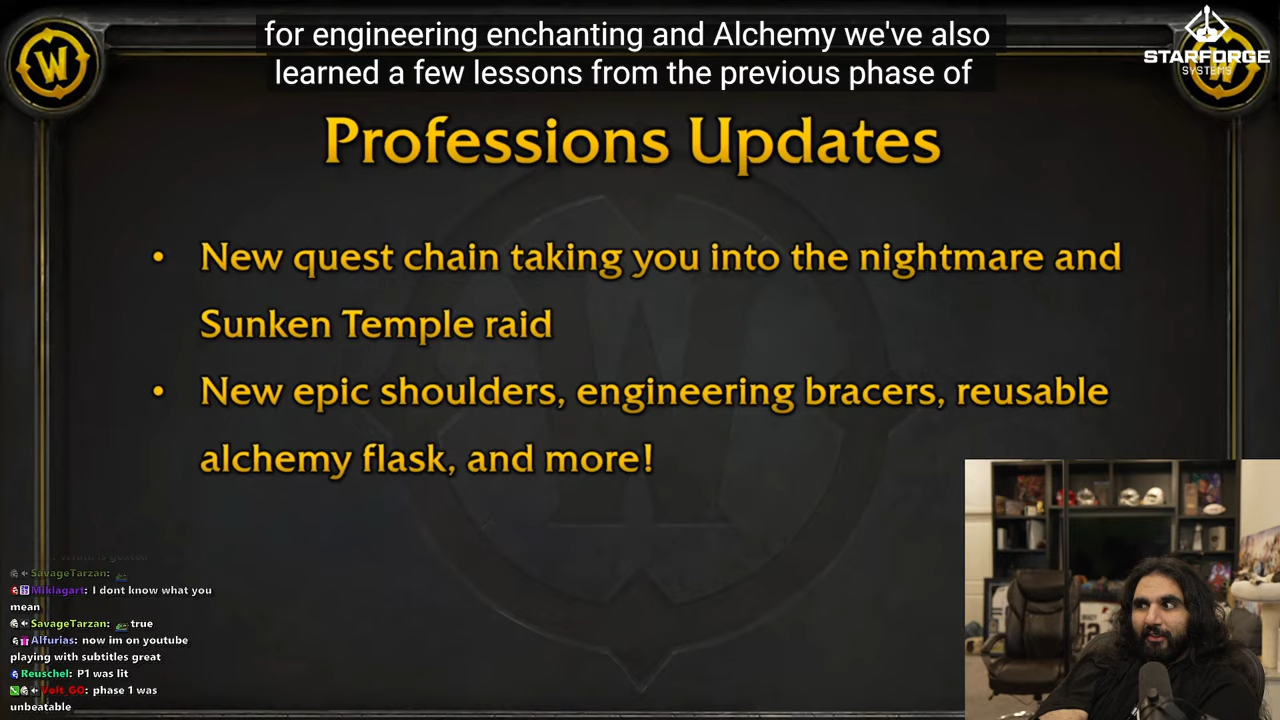 for engineering enchanting and Alchemy we've also
learned a few lessons from the previous phase of
STARFORGE
SYSTEMS
Professions Updates
• New quest chain taking you into the nightmare and
Sunken Temple raid
• New epic shoulders, engineering bracers, reusable
alchemy flask, and more!
SavageTarzan:
Miklagart: I dont know what you
mean
SavageTarzan: true
Alfurias: now im on youtube
playing with subtitles great
Reuschel: P1 was lit
Volt_GO: phase 1 was
unbeatable